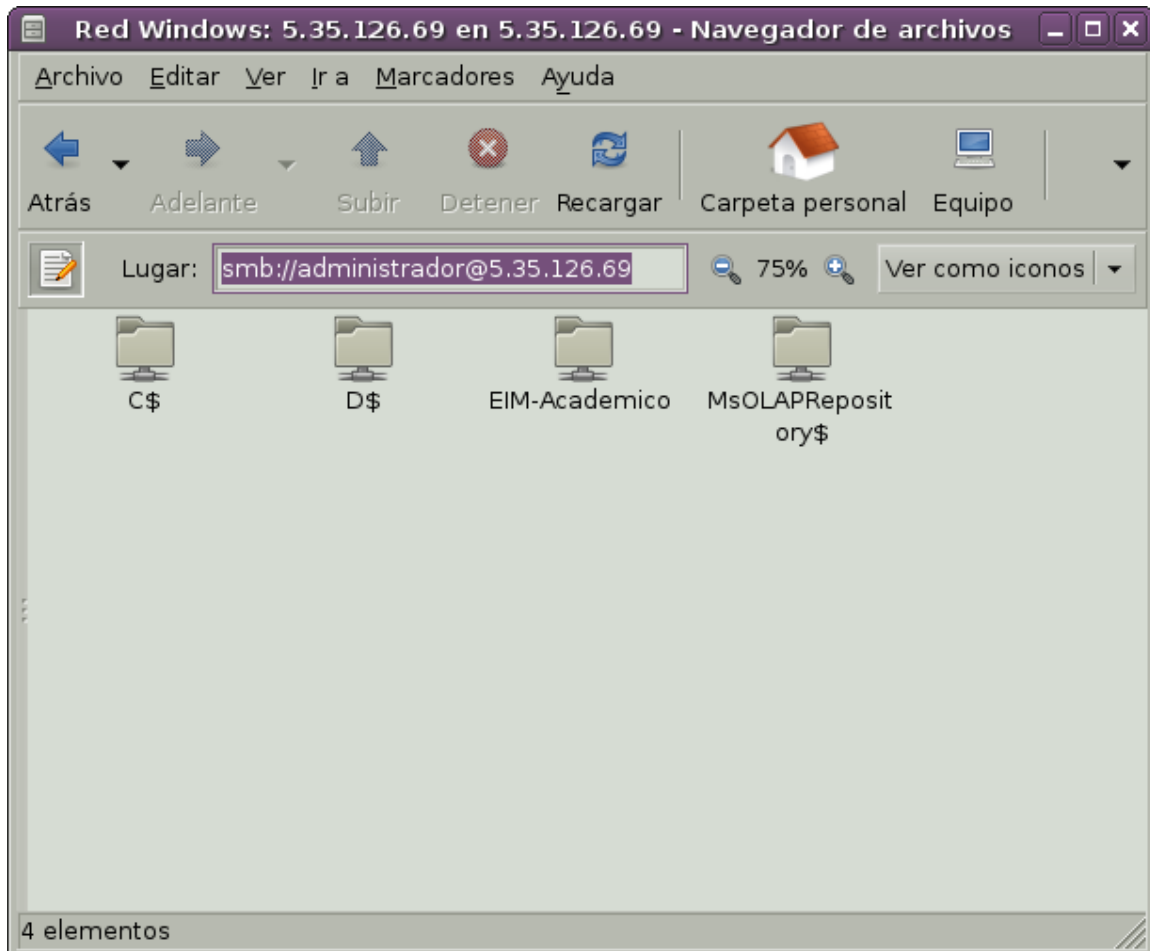 Red Windows: 5.35.126.69 en 5.35.126.69 - Navegador de archivos
Archivo Editar Ver Ir a Marcadores Ayuda
Atrás Adelante Subir Detener Recargar Carpeta personal Equipo
Lugar: smb://administrador@5.35.126.69 75% Ver como iconos
C$ D$ EIM-Academico MsOLAPReposit
ory$
4 elementos